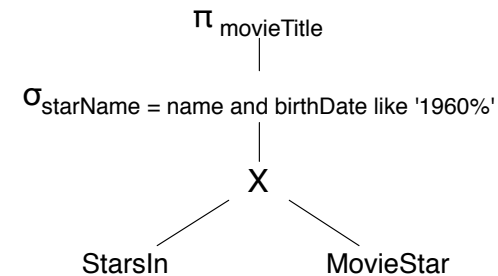 π movieTitle
σstarName = name and birthDate like '1960%'
X
StarsIn MovieStar